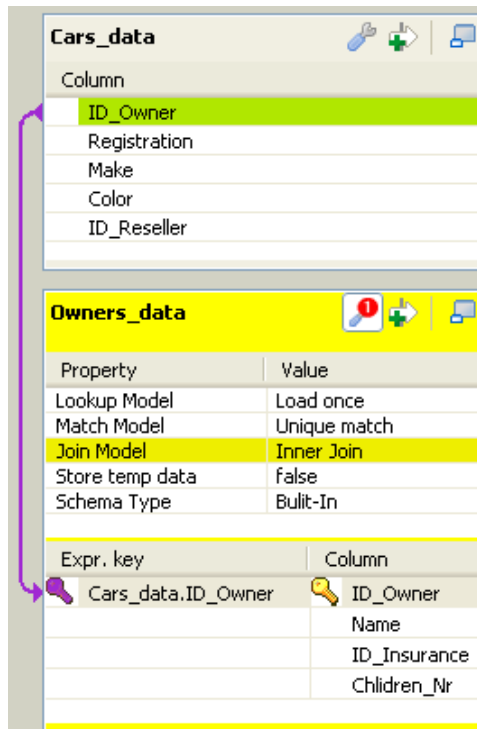 Cars_data
Column
ID_Owner
Registration
Make
Color
ID_Reseller
Owners_data 1
Property Value
Lookup Model Load once
Match Model Unique match
Join Model Inner Join
Store temp data false
Schema Type Bulit-In
Expr. key Column
Cars_data.ID_Owner ID_Owner
Name
ID_Insurance
Chlidren_Nr